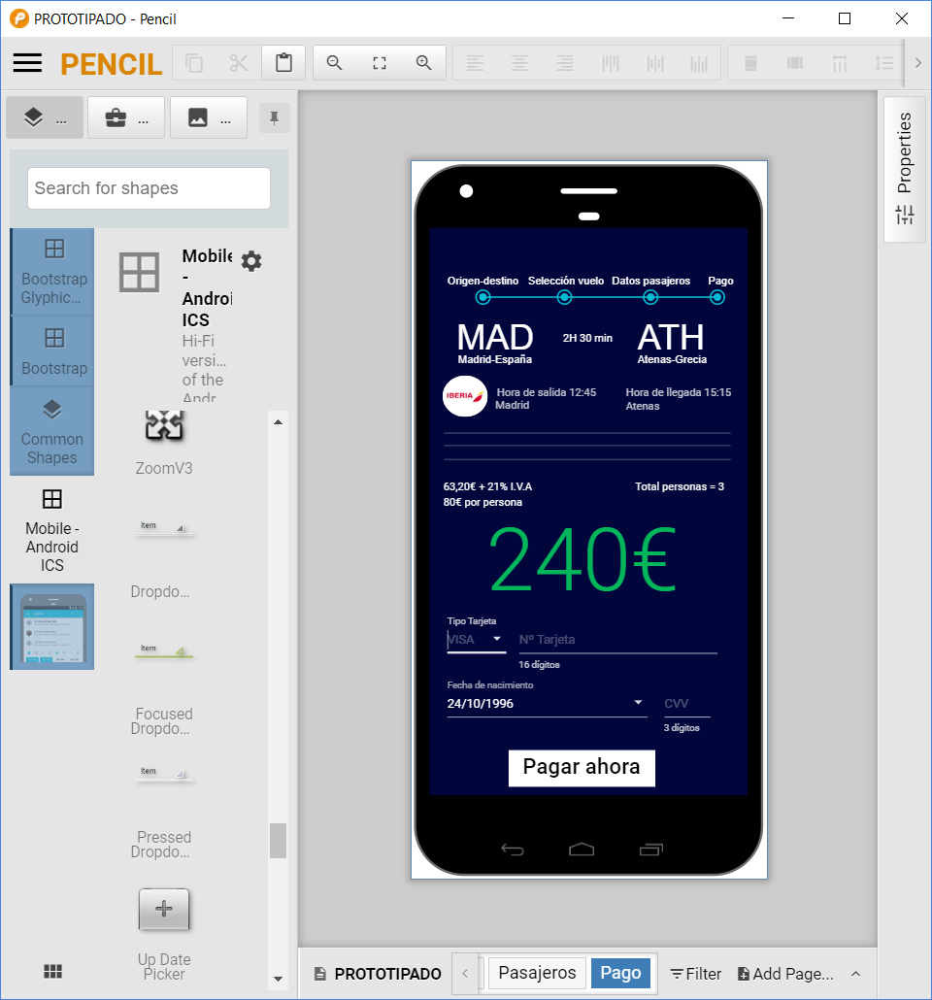 PROTOTIPADO - Pencil
PENCIL
...
...
...
Search for shapes
Bootstrap
Glyphic...
Bootstrap
Common
Shapes
Mobile -
Android
ICS
Mobile
-
Androi
ICS
Hi-Fi
versi...
of the
Andr
ZoomV3
Item
Dropdo...
Item
Focused
Dropdo...
Item
Pressed
Dropdo...
Up Date
Picker
Origen-destino Selección vuelo Datos pasajeros Pago
MAD 2H 30 min ATH
Madrid-España Atenas-Grecia
IBERIA
Hora de salida 12:45 Hora de llegada 15:15
Madrid Atenas
63,20€ + 21% I.V.A Total personas = 3
80€ por persona
240€
Tipo Tarjeta
VISA Nº Tarjeta
16 dígitos
Fecha de nacimiento
24/10/1996 CVV
3 dígitos
Pagar ahora
Properties
PROTOTIPADO
Pasajeros
Pago
Filter
Add Page...